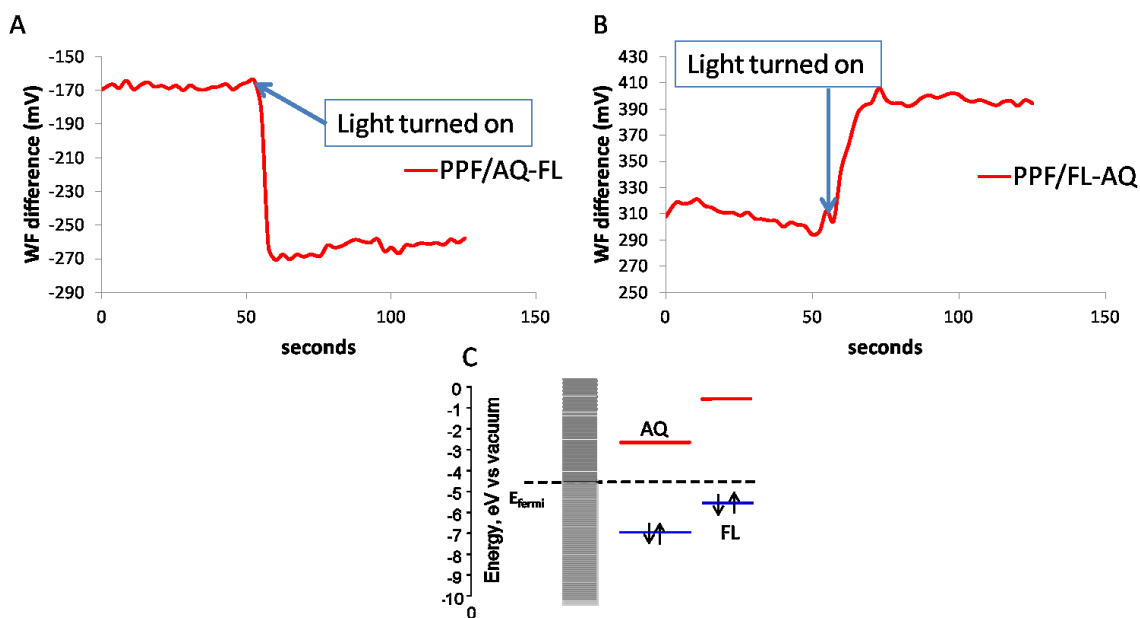 A
-150
-170
-190
-210
-230
-250
-270
-290
WF difference (mV)
Light turned on
PPF/AQ-FL
0
50
100
150
seconds
B
430
410
390
370
350
330
310
290
270
250
WF difference (mV)
Light turned on
PPF/FL-AQ
0
50
100
150
seconds
C
0
-1
-2
-3
-4
-5
-6
-7
-8
-9
-10
0
Energy, eV vs vacuum
Efermi
AQ
FL